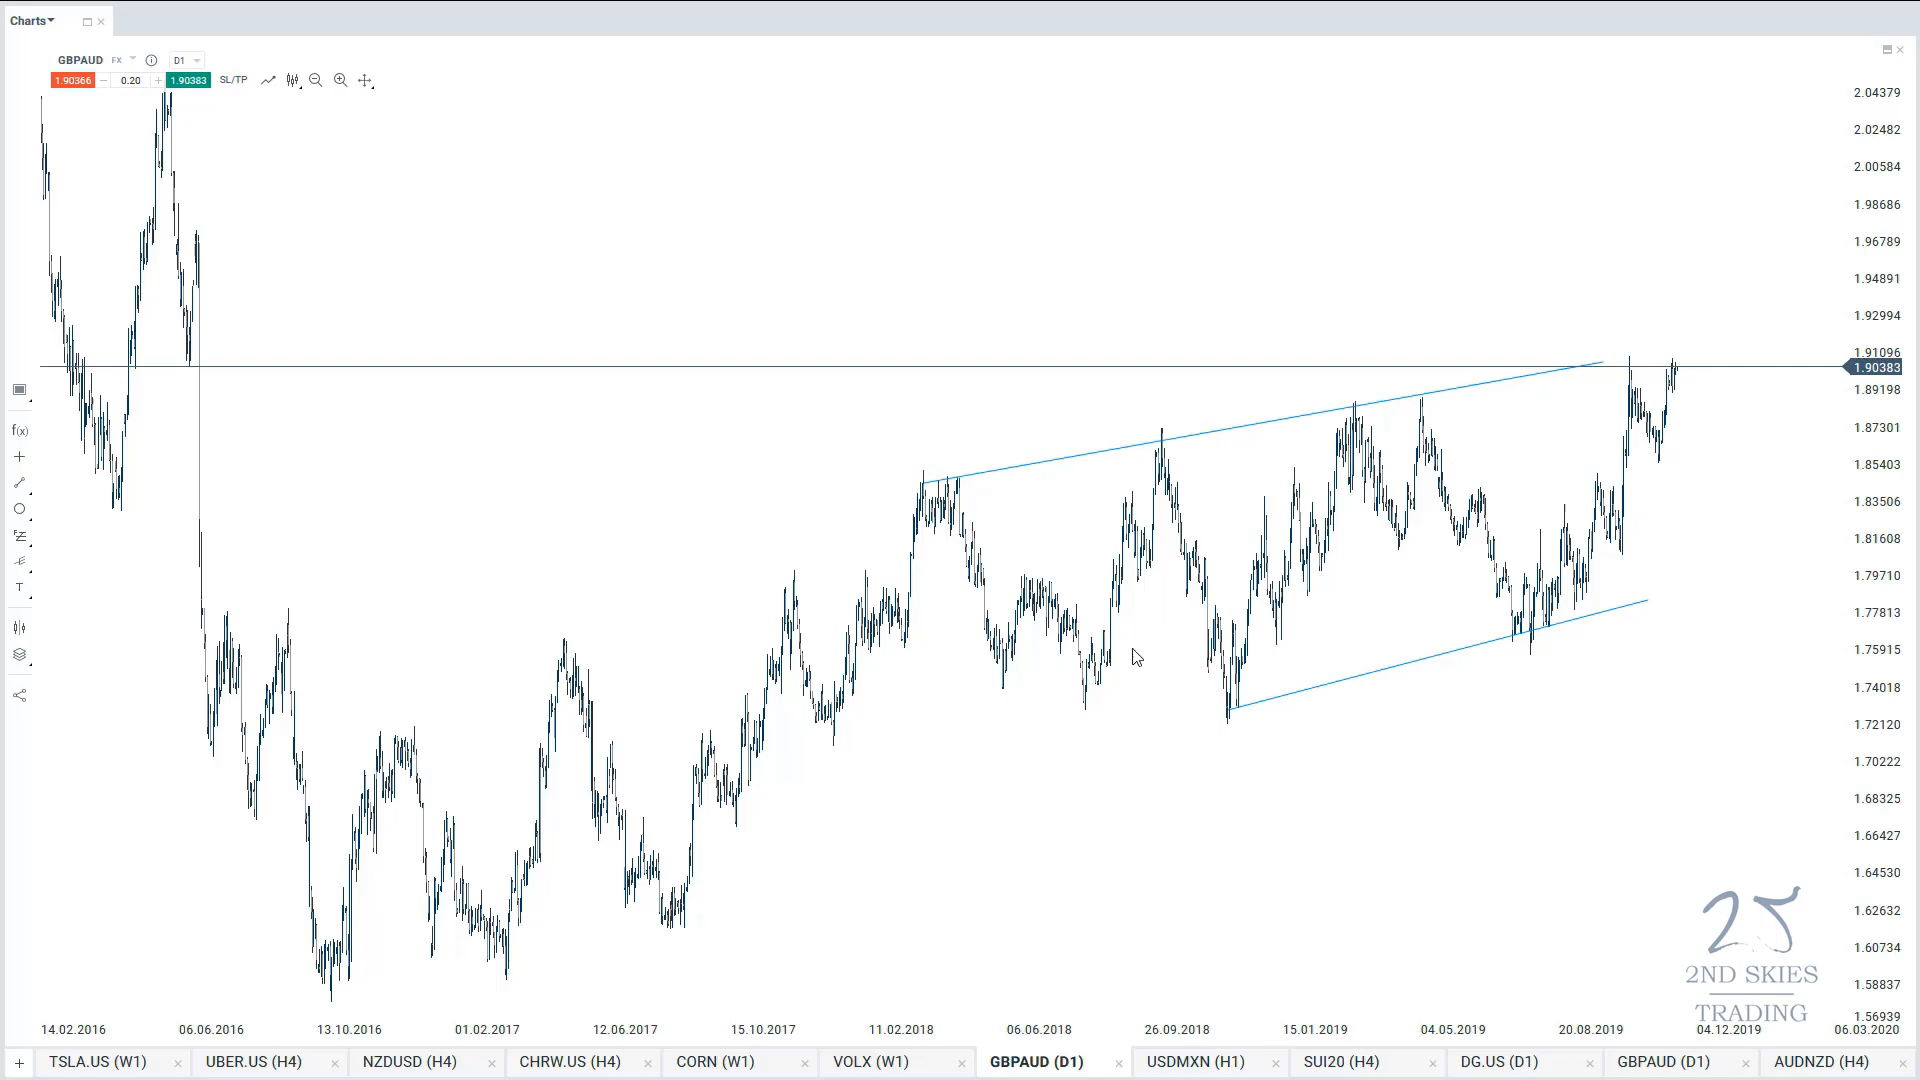 Charts
GBPAUD FX D1
1.90366 0.20 1.90383 SL/TP
2.04379
2.02482
2.00584
1.98686
1.96789
1.94891
1.92994
1.91096
1.90383
1.89198
1.87301
1.85403
1.83506
1.81608
1.79710
1.77813
1.75915
1.74018
1.72120
1.70222
1.68325
1.66427
1.64530
1.62632
1.60734
1.58837
1.56939
f(x)
T
2S
2ND SKIES
TRADING
14.02.2016 06.06.2016 13.10.2016 01.02.2017 12.06.2017 15.10.2017 11.02.2018 06.06.2018 26.09.2018 15.01.2019 04.05.2019 20.08.2019 04.12.2019 06.03.2020
+ TSLA.US (W1) UBER.US (H4) NZDUSD (H4) CHRW.US (H4) CORN (W1) VOLX (W1) GBPAUD (D1) USDMXN (H1) SUI20 (H4) DG.US (D1) GBPAUD (D1) AUDNZD (H4)